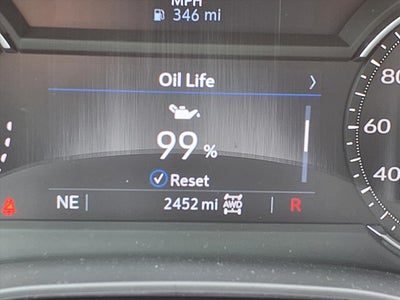 MPH
346 mi
Oil Life
99 %
Reset
NE 2452 mi AWD R
80
60
40